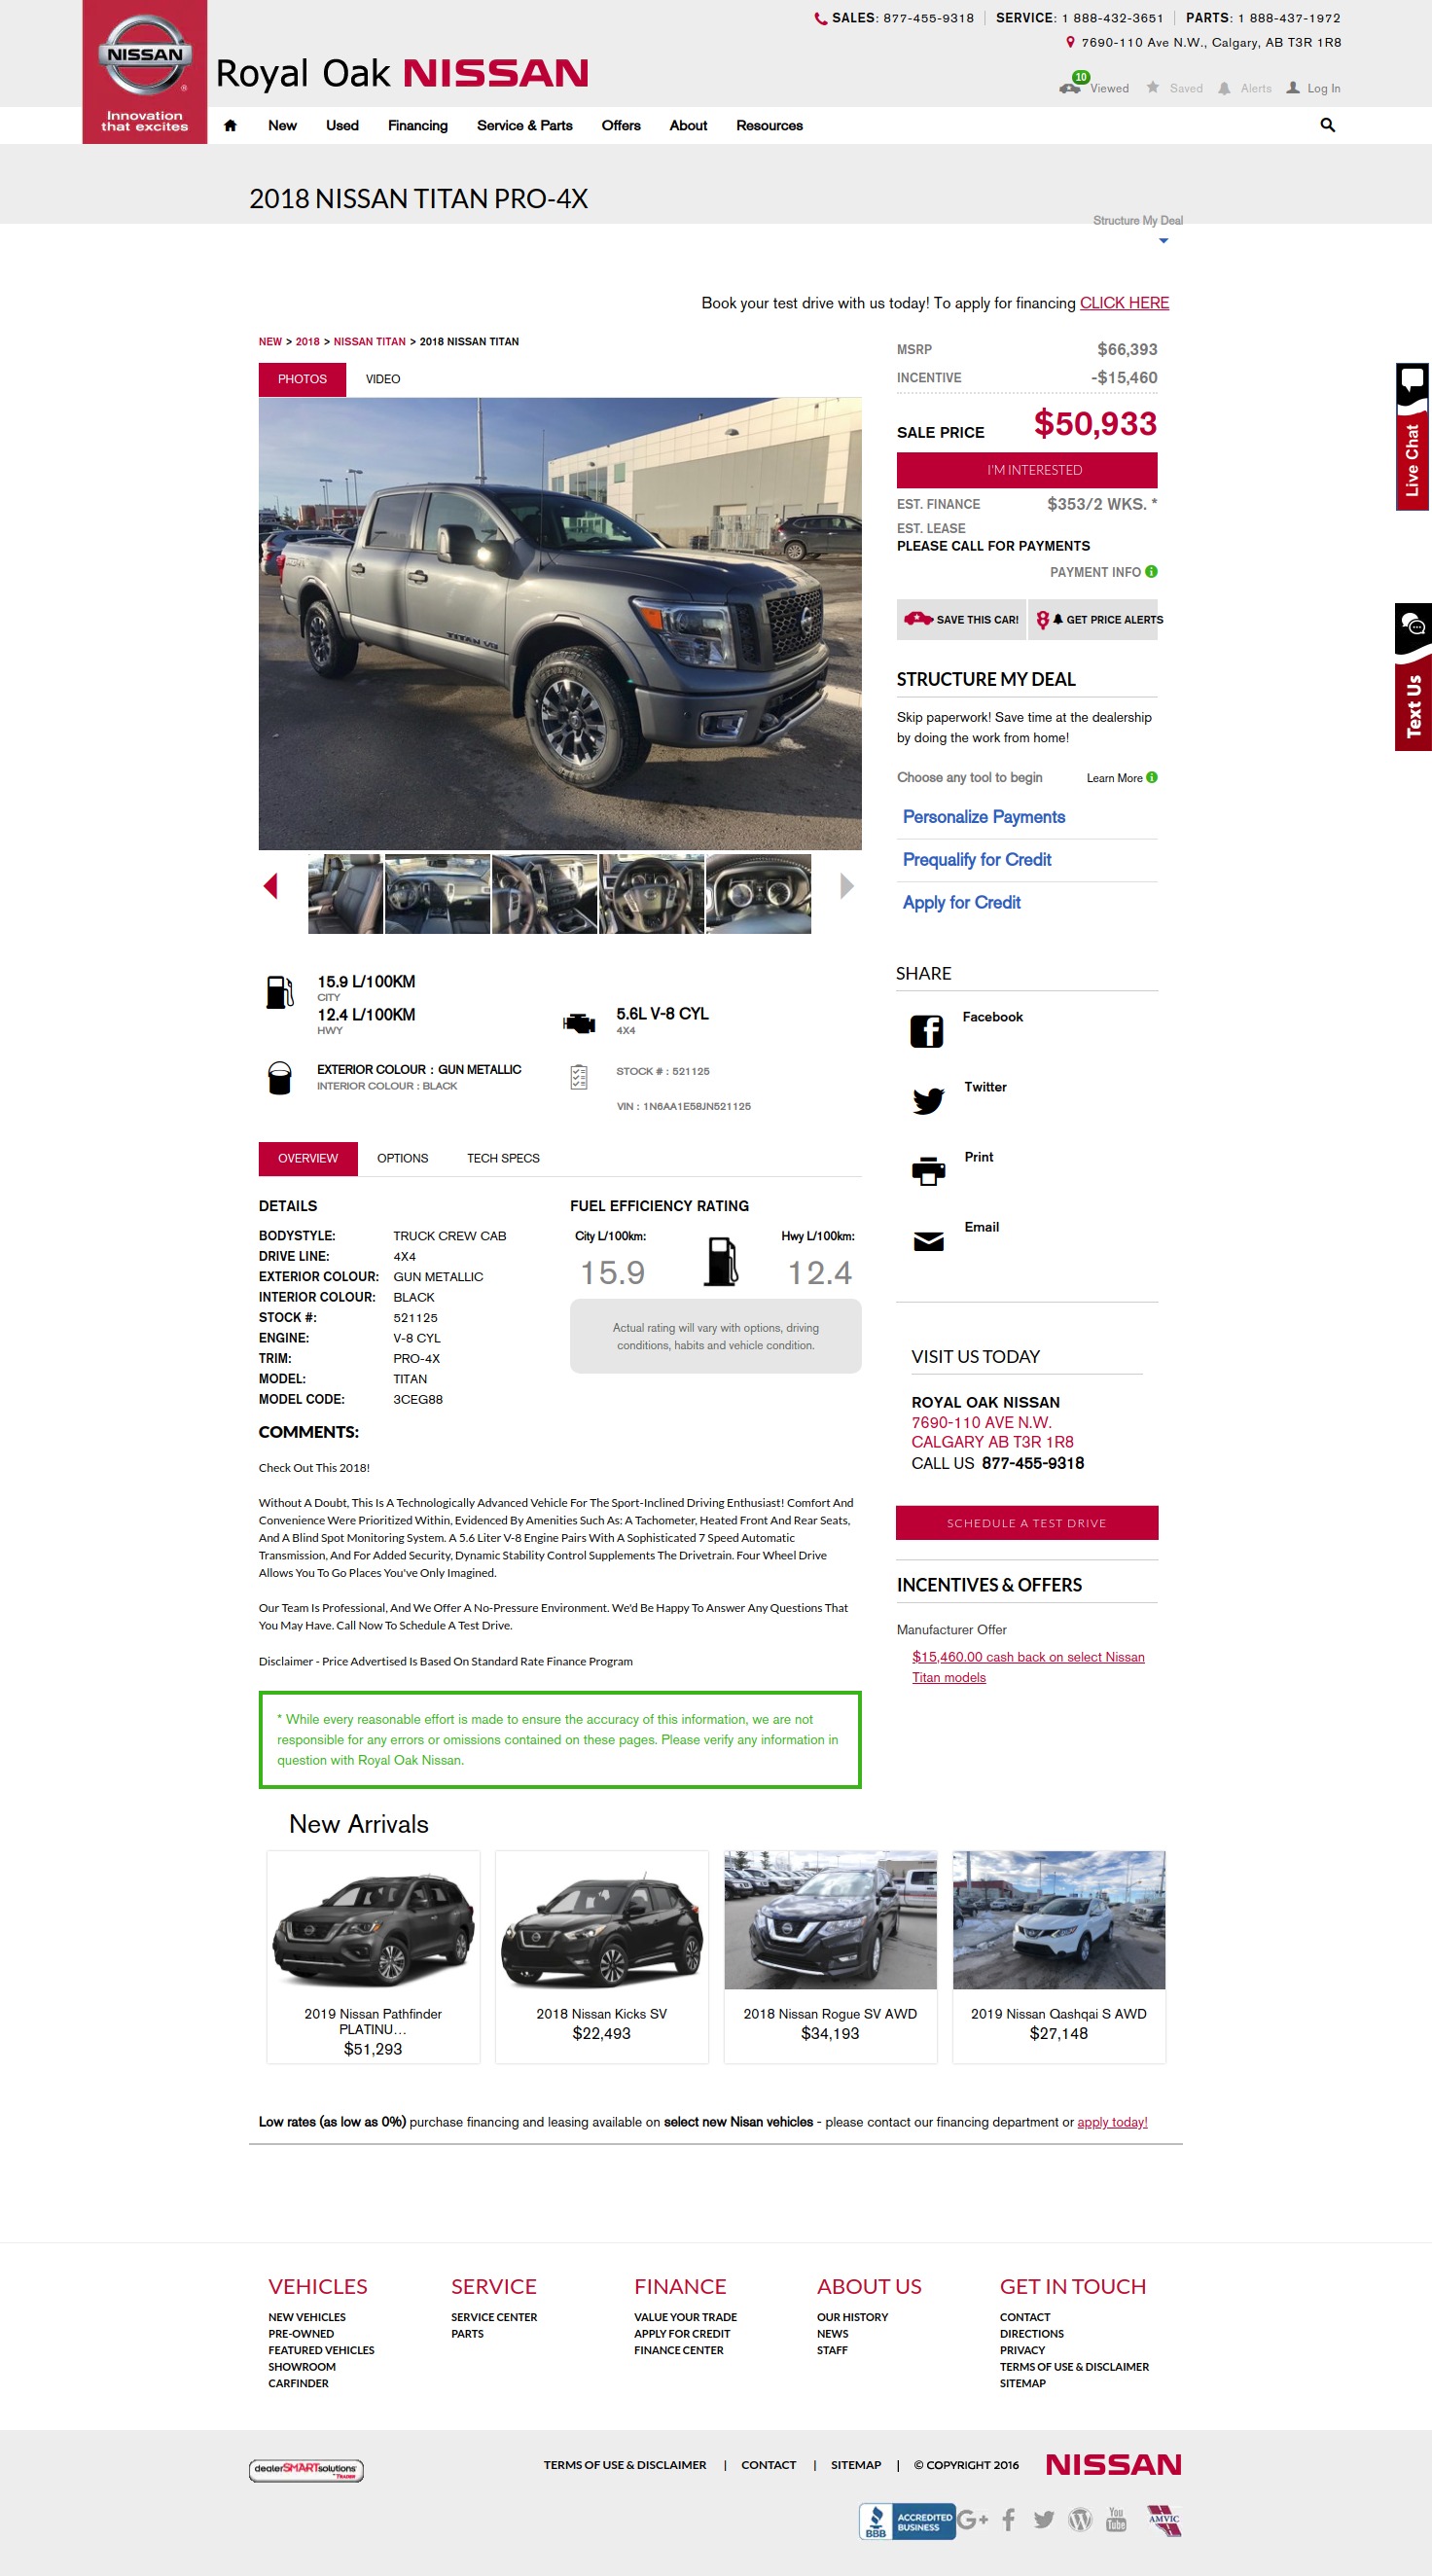 SALES: 877-455-9318 | SERVICE: 1 888-432-3651 | PARTS: 1 888-437-1972
7690-110 Ave N.W., Calgary, AB T3R 1R8
NISSAN
Innovation
that excites
Royal Oak NISSAN
10
Viewed Saved Alerts Log In
New Used Financing Service & Parts Offers About Resources
2018 NISSAN TITAN PRO-4X
Structure My Deal
Book your test drive with us today! To apply for financing CLICK HERE
NEW > 2018 > NISSAN TITAN > 2018 NISSAN TITAN
PHOTOS VIDEO
TITAN V8
MSRP $66,393
INCENTIVE -$15,460
SALE PRICE $50,933
I'M INTERESTED
EST. FINANCE $353/2 WKS. *
EST. LEASE
PLEASE CALL FOR PAYMENTS
PAYMENT INFO
SAVE THIS CAR! GET PRICE ALERTS
Live Chat
Text Us
STRUCTURE MY DEAL
Skip paperwork! Save time at the dealership
by doing the work from home!
Choose any tool to begin Learn More
Personalize Payments
Prequalify for Credit
Apply for Credit
15.9 L/100KM
CITY
12.4 L/100KM
HWY
5.6L V-8 CYL
4X4
EXTERIOR COLOUR : GUN METALLIC
INTERIOR COLOUR : BLACK
STOCK # : 521125
VIN : 1N6AA1E58JN521125
SHARE
Facebook
Twitter
Print
Email
OVERVIEW OPTIONS TECH SPECS
DETAILS
BODYSTYLE: TRUCK CREW CAB
DRIVE LINE: 4X4
EXTERIOR COLOUR: GUN METALLIC
INTERIOR COLOUR: BLACK
STOCK #: 521125
ENGINE: V-8 CYL
TRIM: PRO-4X
MODEL: TITAN
MODEL CODE: 3CEG88
FUEL EFFICIENCY RATING
City L/100km: Hwy L/100km:
15.9 12.4
Actual rating will vary with options, driving
conditions, habits and vehicle condition.
COMMENTS:
Check Out This 2018!
Without A Doubt, This Is A Technologically Advanced Vehicle For The Sport-Inclined Driving Enthusiast! Comfort And
Convenience Were Prioritized Within, Evidenced By Amenities Such As: A Tachometer, Heated Front And Rear Seats,
And A Blind Spot Monitoring System. A 5.6 Liter V-8 Engine Pairs With A Sophisticated 7 Speed Automatic
Transmission, And For Added Security, Dynamic Stability Control Supplements The Drivetrain. Four Wheel Drive
Allows You To Go Places You've Only Imagined.
Our Team Is Professional, And We Offer A No-Pressure Environment. We'd Be Happy To Answer Any Questions That
You May Have. Call Now To Schedule A Test Drive.
Disclaimer - Price Advertised Is Based On Standard Rate Finance Program
* While every reasonable effort is made to ensure the accuracy of this information, we are not
responsible for any errors or omissions contained on these pages. Please verify any information in
question with Royal Oak Nissan.
VISIT US TODAY
ROYAL OAK NISSAN
7690-110 AVE N.W.
CALGARY AB T3R 1R8
CALL US 877-455-9318
SCHEDULE A TEST DRIVE
INCENTIVES & OFFERS
Manufacturer Offer
$15,460.00 cash back on select Nissan
Titan models
New Arrivals
2019 Nissan Pathfinder
PLATINU...
$51,293
2018 Nissan Kicks SV
$22,493
2018 Nissan Rogue SV AWD
$34,193
2019 Nissan Qashqai S AWD
$27,148
Low rates (as low as 0%) purchase financing and leasing available on select new Nisan vehicles - please contact our financing department or apply today!
VEHICLES
NEW VEHICLES
PRE-OWNED
FEATURED VEHICLES
SHOWROOM
CARFINDER
SERVICE
SERVICE CENTER
PARTS
FINANCE
VALUE YOUR TRADE
APPLY FOR CREDIT
FINANCE CENTER
ABOUT US
OUR HISTORY
NEWS
STAFF
GET IN TOUCH
CONTACT
DIRECTIONS
PRIVACY
TERMS OF USE & DISCLAIMER
SITEMAP
dealerSMARTsolutions
TERMS OF USE & DISCLAIMER | CONTACT | SITEMAP | © COPYRIGHT 2016 NISSAN
BBB ACCREDITED
BUSINESS
G+ You
Tube
AMVIC